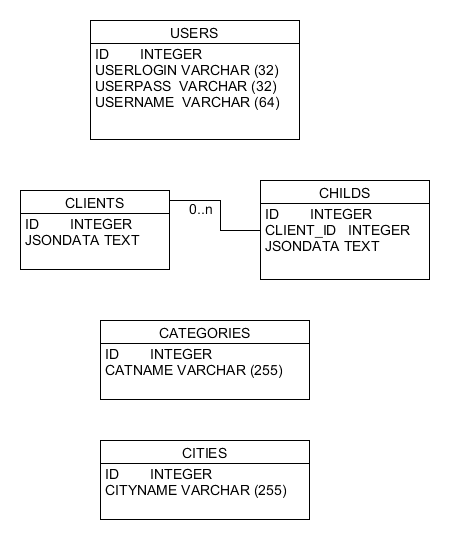 USERS
ID INTEGER
USERLOGIN VARCHAR (32)
USERPASS VARCHAR (32)
USERNAME VARCHAR (64)
CLIENTS
ID INTEGER
JSONDATA TEXT
0..n
CHILDS
ID INTEGER
CLIENT_ID INTEGER
JSONDATA TEXT
CATEGORIES
ID INTEGER
CATNAME VARCHAR (255)
CITIES
ID INTEGER
CITYNAME VARCHAR (255)